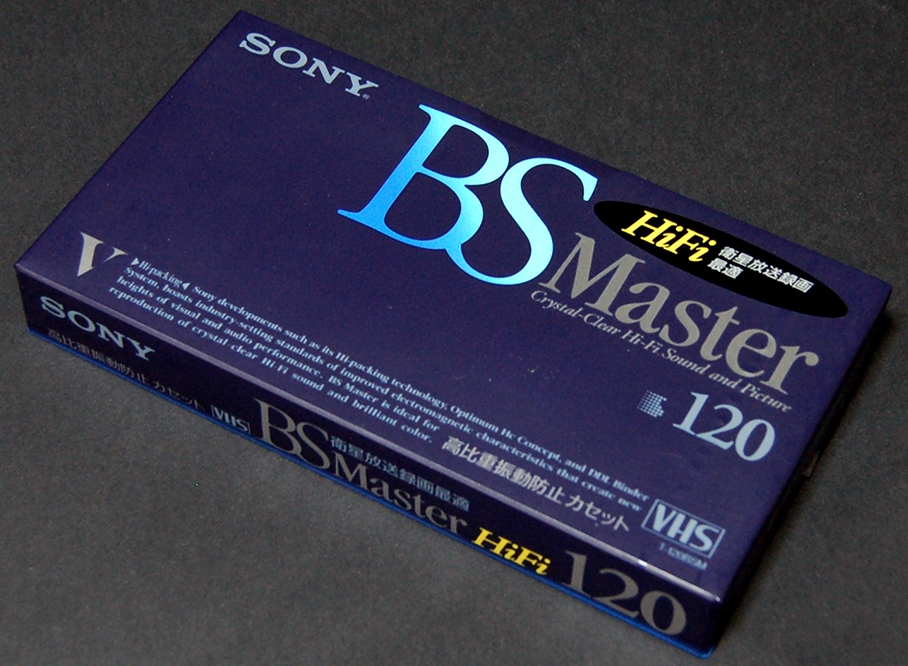 SONY
BS
HiFi 衛星放送録画
最適
Master
Crystal-Clear Hi-Fi Sound and Picture
120
V
▶Hi-packing◀ Sony developments such as its Hi-packing technology, Optimum Hc Concept, and DDL Binder
System, boasts industry-setting standards of improved electromagnetic characteristics that create new
heights of visual and audio performance. BS Master is ideal for
reproduction of crystal clear HI Fi sound and brilliant color.
高比重振動防止カセット
VHS
T-120BSM
SONY
高比重振動防止カセット
VHS
BS Master
衛星放送録画最適
HiFi
120